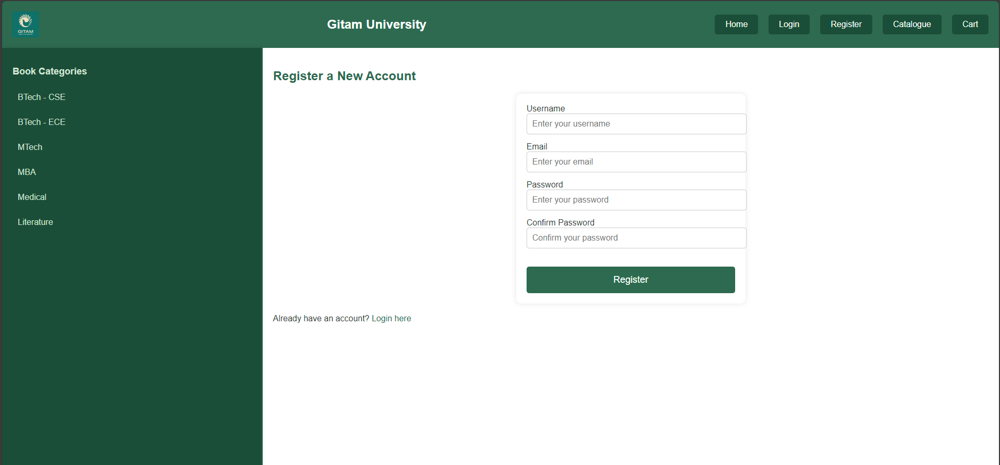 GITAM
Gitam University
Home
Login
Register
Catalogue
Cart
Book Categories
BTech - CSE
BTech - ECE
MTech
MBA
Medical
Literature
Register a New Account
Username
Enter your username
Email
Enter your email
Password
Enter your password
Confirm Password
Confirm your password
Register
Already have an account? Login here